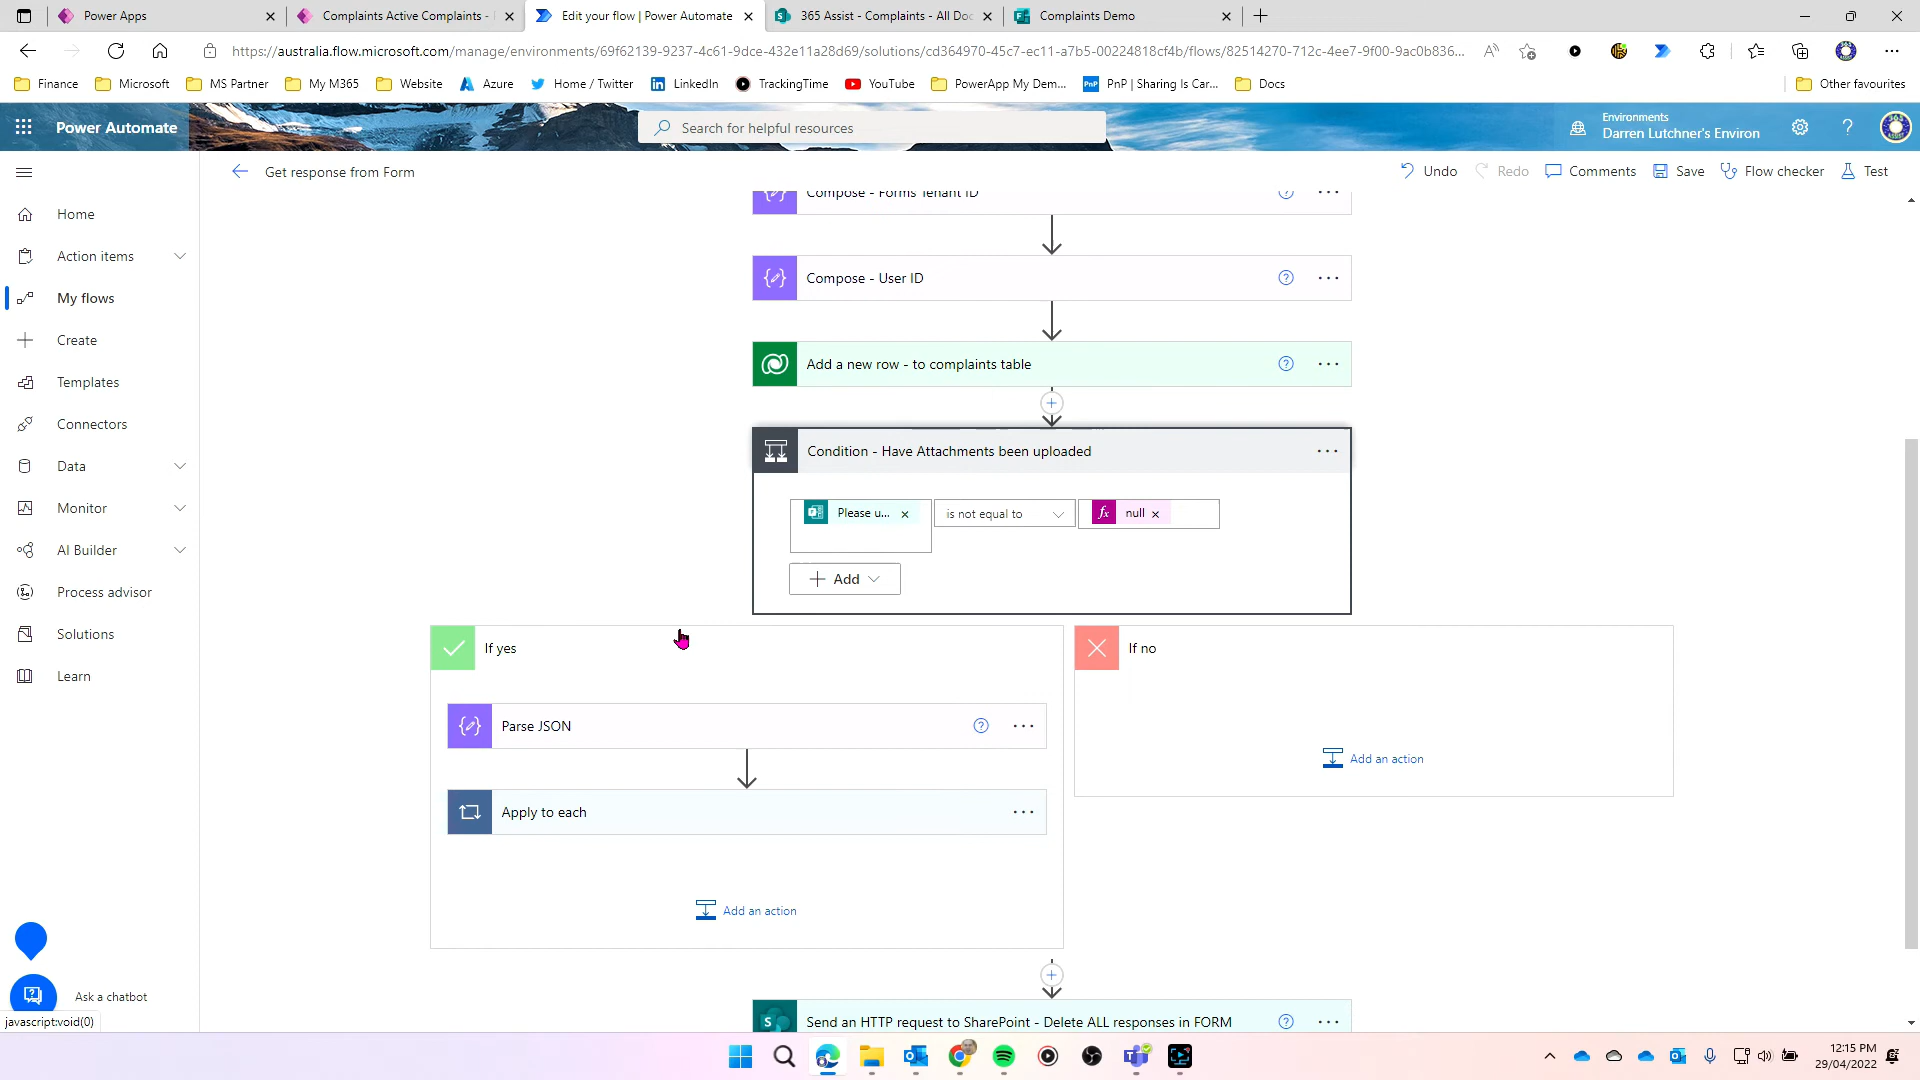 Power Apps
Complaints Active Complaints -
Edit your flow | Power Automate
365 Assist - Complaints - All Doc
Complaints Demo
https://australia.flow.microsoft.com/manage/environments/69f62139-9237-4c61-9dce-432e11a28d69/solutions/cd364970-45c7-ec11-a7b5-00224818cf4b/flows/82514270-712c-4ee7-9f00-9ac0b836...
Finance
Microsoft
MS Partner
My M365
Website
Azure
Home / Twitter
LinkedIn
TrackingTime
YouTube
PowerApp My Dem...
PnP | Sharing Is Car...
Docs
Other favourites
Power Automate
Search for helpful resources
Environments
Darren Lutchner's Environ
Get response from Form
Undo
Redo
Comments
Save
Flow checker
Test
Home
Action items
My flows
Create
Templates
Connectors
Data
Monitor
AI Builder
Process advisor
Solutions
Learn
Ask a chatbot
javascript:void(0)
Compose - Forms Tenant ID
Compose - User ID
Add a new row - to complaints table
Condition - Have Attachments been uploaded
Please u...
is not equal to
null
Add
If yes
Parse JSON
Apply to each
Add an action
If no
Add an action
Send an HTTP request to SharePoint - Delete ALL responses in FORM
12:15 PM
29/04/2022